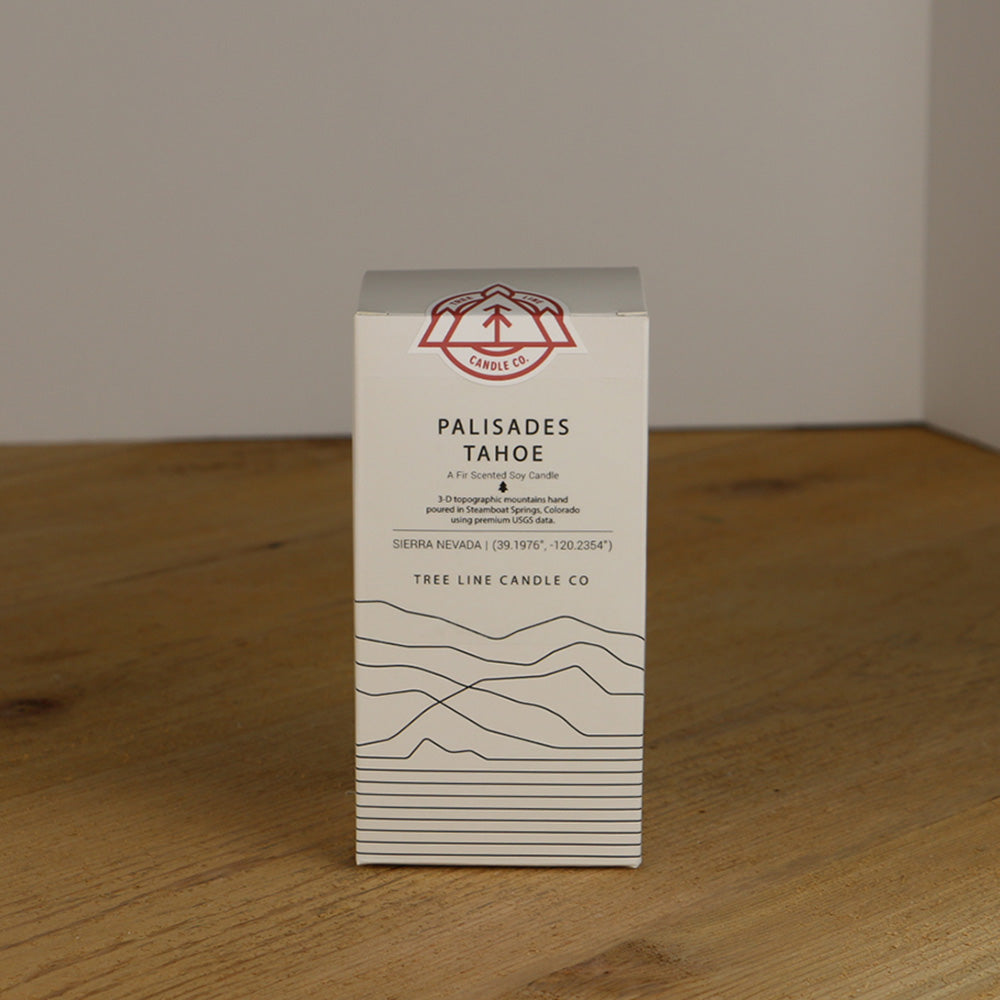 TREE LINE
CANDLE CO.
PALISADES
TAHOE
A Fir Scented Soy Candle
3-D topographic mountains hand
poured in Steamboat Springs, Colorado
using premium USGS data.
SIERRA NEVADA | (39.1976", -120.2354")
TREE LINE CANDLE CO